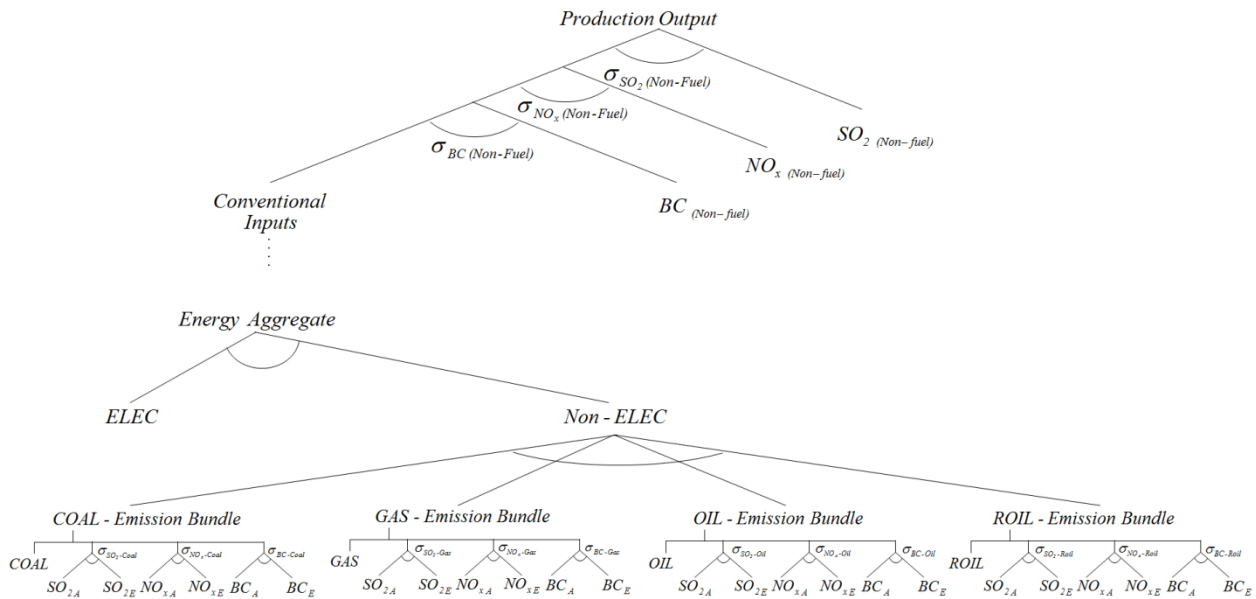 Production Output
σ SO2 (Non-Fuel)
σ NOx (Non-Fuel)
σ BC (Non-Fuel)
SO2 (Non-fuel)
NOx (Non-fuel)
BC (Non-fuel)
Conventional
Inputs
Energy Aggregate
ELEC
Non - ELEC
COAL - Emission Bundle
GAS - Emission Bundle
OIL - Emission Bundle
ROIL - Emission Bundle
COAL σSO2-Coal σNOx-Coal σBC-Coal
GAS σSO2-Gas σNOx-Gas σBC-Gas
OIL σSO2-Oil σNOx-Oil σBC-Oil
ROIL σSO2-Roil σNOx-Roil σBC-Roil
SO2A SO2E NOxA NOxE BCA BCE
SO2A SO2E NOxA NOxE BCA BCE
SO2A SO2E NOxA NOxE BCA BCE
SO2A SO2E NOxA NOxE BCA BCE